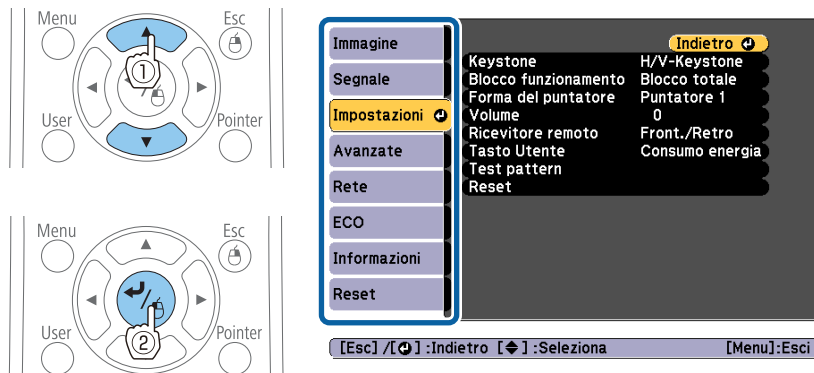 Menu
Esc
1
User
Pointer
Menu
Esc
User
Pointer
2
Immagine
Segnale
Impostazioni
Avanzate
Rete
ECO
Informazioni
Reset
Indietro
Keystone H/V-Keystone
Blocco funzionamento Blocco totale
Forma del puntatore Puntatore 1
Volume 0
Ricevitore remoto Front./Retro
Tasto Utente Consumo energia
Test pattern
Reset
[Esc] /[⏎] :Indietro [◆] :Seleziona [Menu]:Esci